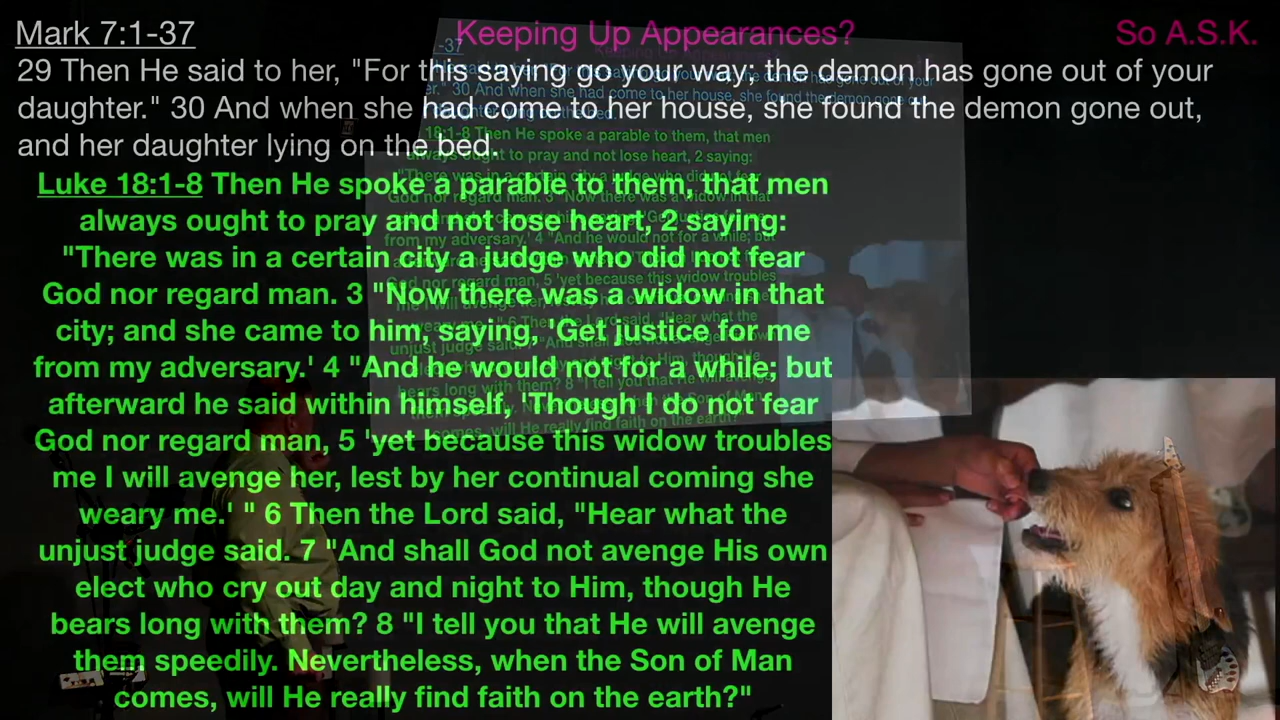 Mark 7:1-37 Keeping Up Appearances? So A.S.K.
29 Then He said to her, "For this saying go your way; the demon has gone out of your
daughter." 30 And when she had come to her house, she found the demon gone out,
and her daughter lying on the bed.
Luke 18:1-8 Then He spoke a parable to them, that men
always ought to pray and not lose heart, 2 saying:
"There was in a certain city a judge who did not fear
God nor regard man. 3 "Now there was a widow in that
city; and she came to him, saying, 'Get justice for me
from my adversary.' 4 "And he would not for a while; but
afterward he said within himself, 'Though I do not fear
God nor regard man, 5 'yet because this widow troubles
me I will avenge her, lest by her continual coming she
weary me.' " 6 Then the Lord said, "Hear what the
unjust judge said. 7 "And shall God not avenge His own
elect who cry out day and night to Him, though He
bears long with them? 8 "I tell you that He will avenge
them speedily. Nevertheless, when the Son of Man
comes, will He really find faith on the earth?"